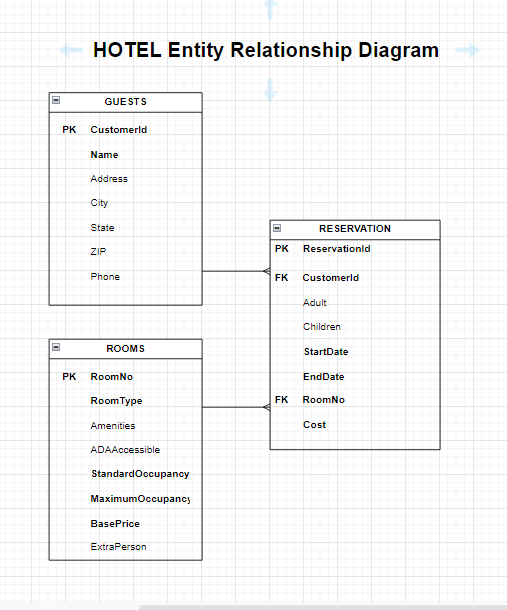 HOTEL Entity Relationship Diagram
GUESTS
PK CustomerId
Name
Address
City
State
ZIP
Phone
RESERVATION
PK ReservationId
FK CustomerId
Adult
Children
StartDate
EndDate
FK RoomNo
Cost
ROOMS
PK RoomNo
RoomType
Amenities
ADAAccessible
StandardOccupancy
MaximumOccupancy
BasePrice
ExtraPerson